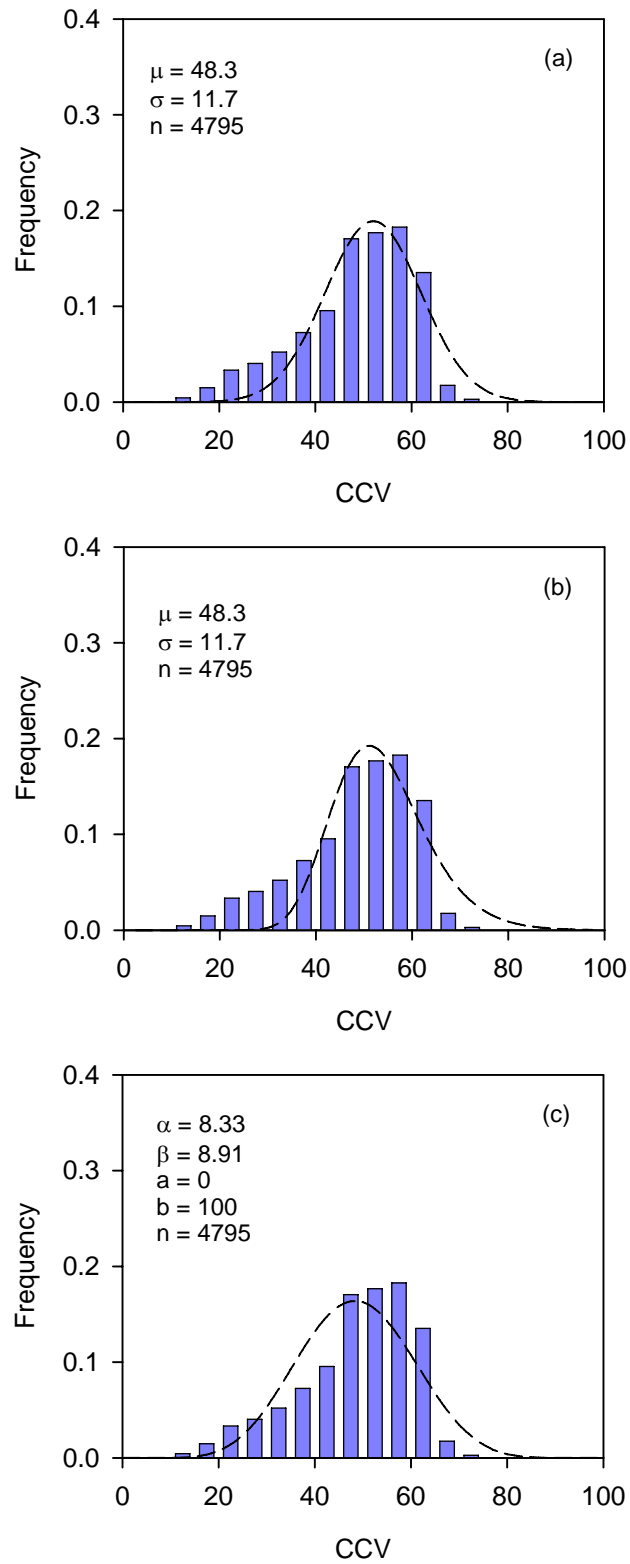 0.4
(a)
μ = 48.3
σ = 11.7
n = 4795
0.3
Frequency
0.2
0.1
0.0
0 20 40 60 80 100
CCV
0.4
(b)
μ = 48.3
σ = 11.7
n = 4795
0.3
Frequency
0.2
0.1
0.0
0 20 40 60 80 100
CCV
0.4
(c)
α = 8.33
β = 8.91
a = 0
b = 100
n = 4795
0.3
Frequency
0.2
0.1
0.0
0 20 40 60 80 100
CCV